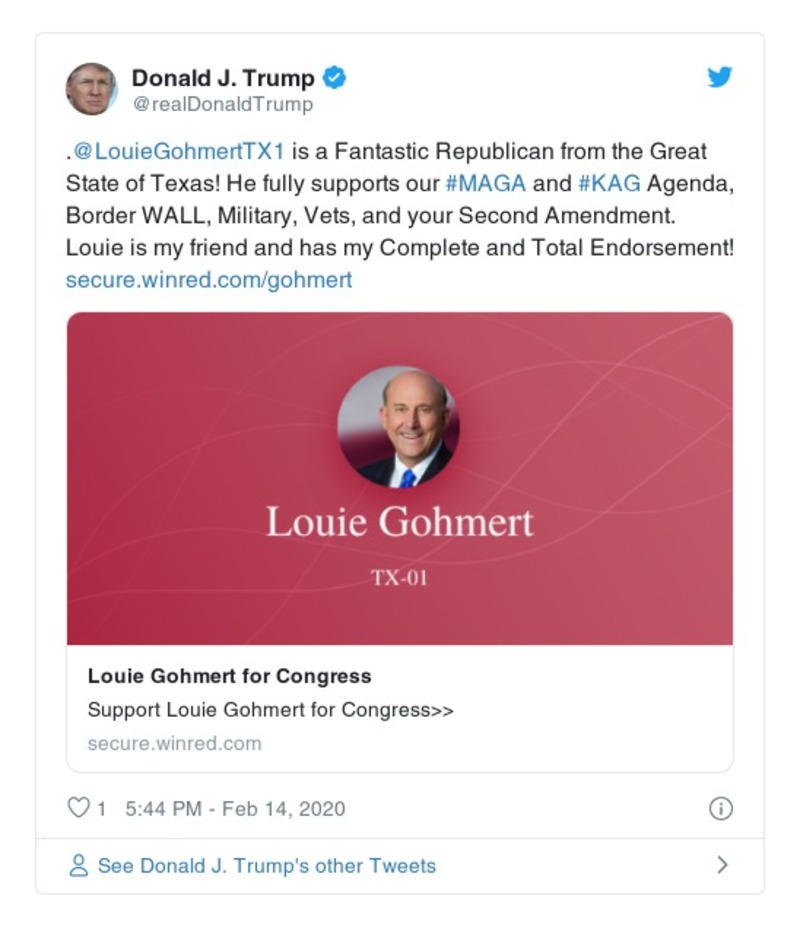 Donald J. Trump
@realDonaldTrump
.@LouieGohmertTX1 is a Fantastic Republican from the Great
State of Texas! He fully supports our #MAGA and #KAG Agenda,
Border WALL, Military, Vets, and your Second Amendment.
Louie is my friend and has my Complete and Total Endorsement!
secure.winred.com/gohmert
Louie Gohmert
TX-01
Louie Gohmert for Congress
Support Louie Gohmert for Congress>>
secure.winred.com
1 5:44 PM - Feb 14, 2020
See Donald J. Trump's other Tweets